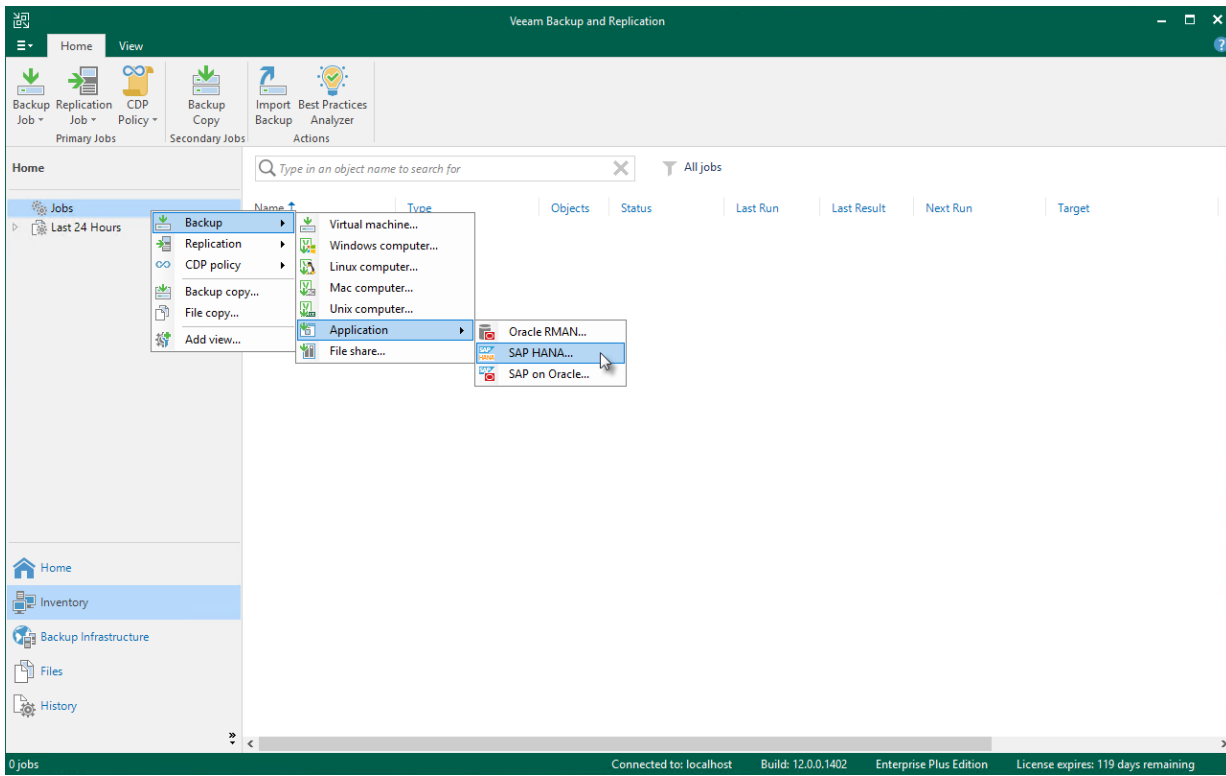 Veeam Backup and Replication
Home View
Backup Job
Replication Job
CDP Policy
Backup Copy
Import Backup
Best Practices Analyzer
Primary Jobs
Secondary Jobs
Actions
Home
Type in an object name to search for
All jobs
Jobs
Last 24 Hours
Name Type Objects Status Last Run Last Result Next Run Target
Backup
Replication
CDP policy
Backup copy...
File copy...
Add view...
Virtual machine...
Windows computer...
Linux computer...
Mac computer...
Unix computer...
Application
File share...
Oracle RMAN...
SAP HANA...
SAP on Oracle...
Home
Inventory
Backup Infrastructure
Files
History
0 jobs Connected to: localhost Build: 12.0.0.1402 Enterprise Plus Edition License expires: 119 days remaining